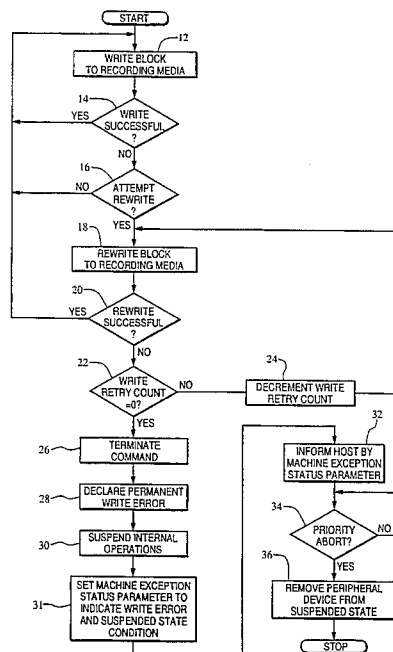 START
12
WRITE BLOCK
TO RECORDING MEDIA
14
WRITE
SUCCESSFUL
?
YES
NO
16
ATTEMPT
REWRITE
?
NO
YES
18
REWRITE BLOCK
TO RECORDING MEDIA
20
REWRITE
SUCCESSFUL
?
YES
NO
22
WRITE
RETRY COUNT
=0?
NO
YES
24
DECREMENT WRITE
RETRY COUNT
26
TERMINATE
COMMAND
28
DECLARE PERMANENT
WRITE ERROR
30
SUSPEND INTERNAL
OPERATIONS
31
SET MACHINE EXCEPTION
STATUS PARAMETER TO
INDICATE WRITE ERROR
AND SUSPENDED STATE
CONDITION
32
INFORM HOST BY
MACHINE EXCEPTION
STATUS PARAMETER
34
PRIORITY
ABORT?
NO
YES
36
REMOVE PERIPHERAL
DEVICE FROM
SUSPENDED STATE
STOP